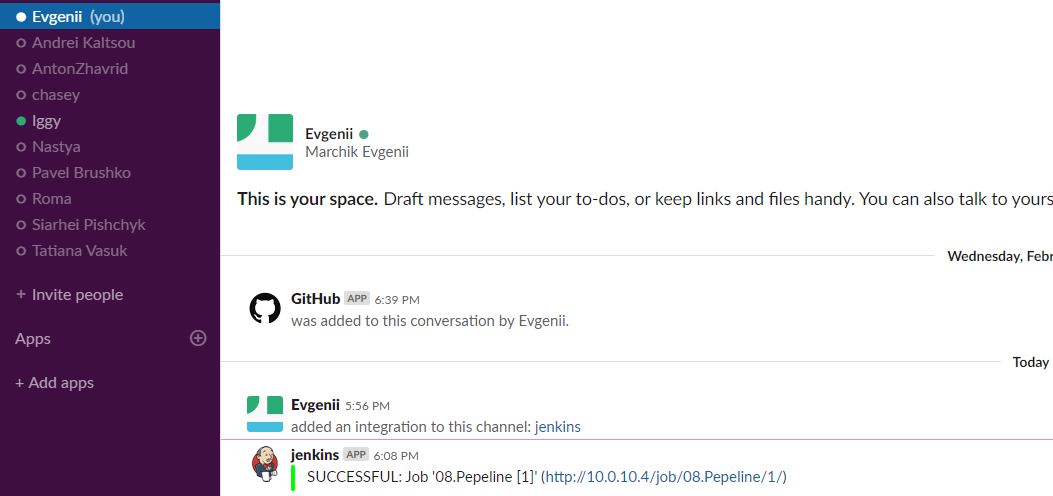 Evgenii (you)
Andrei Kaltsou
AntonZhavrid
chasey
Iggy
Nastya
Pavel Brushko
Roma
Siarhei Pishchyk
Tatiana Vasuk
+ Invite people
Apps
+ Add apps
Evgenii
Marchik Evgenii
This is your space. Draft messages, list your to-dos, or keep links and files handy. You can also talk to yours
Wednesday, Febr
GitHub APP 6:39 PM
was added to this conversation by Evgenii.
Today
Evgenii 5:56 PM
added an integration to this channel: jenkins
jenkins APP 6:08 PM
SUCCESSFUL: Job '08.Pepeline [1]' (http://10.0.10.4/job/08.Pepeline/1/)